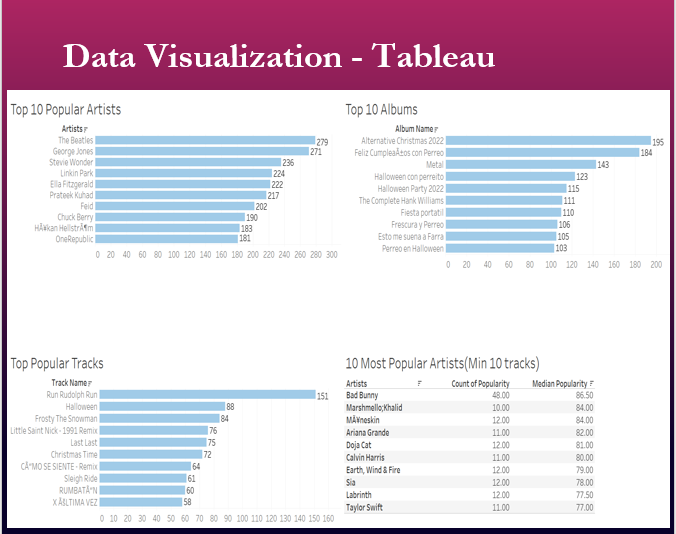 Data Visualization - Tableau
Top 10 Popular Artists
Artists
The Beatles 279
George Jones 271
Stevie Wonder 236
Linkin Park 224
Ella Fitzgerald 222
Prateek Kuhad 217
Feid 202
Chuck Berry 190
HÃ¥kan HellstrÃ¶m 183
OneRepublic 181
0 20 40 60 80 100 120 140 160 180 200 220 240 260 280 300
Top 10 Albums
Album Name
Alternative Christmas 2022 195
Feliz CumpleaÃ±os con Perreo 184
Metal 143
Halloween con perreito 123
Halloween Party 2022 115
The Complete Hank Williams 111
Fiesta portatil 110
Frescura y Perreo 106
Esto me suena a Farra 105
Perreo en Halloween 103
0 20 40 60 80 100 120 140 160 180 200
Top Popular Tracks
Track Name
Run Rudolph Run 151
Halloween 88
Frosty The Snowman 84
Little Saint Nick - 1991 Remix 76
Last Last 75
Christmas Time 72
CÃ“MO SE SIENTE - Remix 64
Sleigh Ride 61
RUMBATÃ“N 60
X ÃšLTIMA VEZ 58
0 10 20 30 40 50 60 70 80 90 100 110 120 130 140 150 160
10 Most Popular Artists(Min 10 tracks)
Artists Count of Popularity Median Popularity
Bad Bunny 48.00 86.50
Marshmello;Khalid 10.00 84.00
MÃ¥neskin 12.00 84.00
Ariana Grande 11.00 82.00
Doja Cat 12.00 81.00
Calvin Harris 11.00 80.00
Earth, Wind & Fire 12.00 79.00
Sia 12.00 78.00
Labrinth 12.00 77.50
Taylor Swift 11.00 77.00